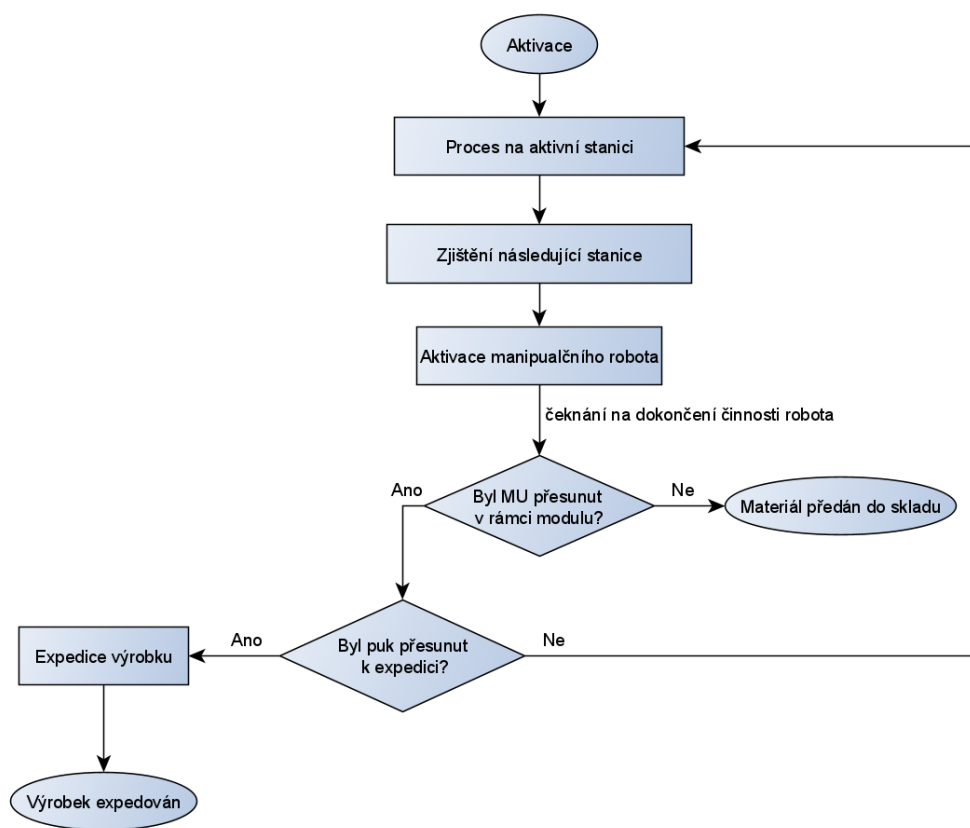 Aktivace
Proces na aktivní stanici
Zjištění následující stanice
Aktivace manipualčního robota
čeknání na dokončení činnosti robota
Ano
Byl MU přesunut
v rámci modulu?
Ne
Materiál předán do skladu
Expedice výrobku
Ano
Byl puk přesunut
k expedici?
Ne
Výrobek expedován